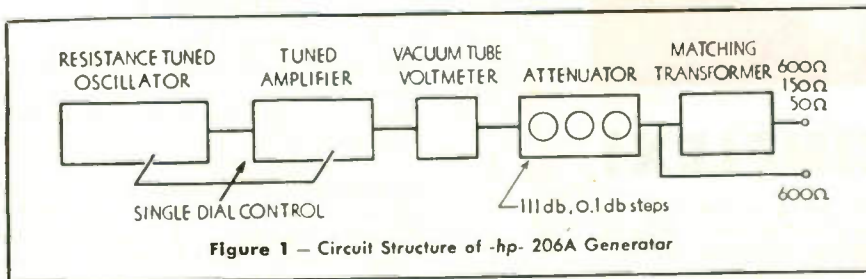 RESISTANCE TUNED
OSCILLATOR
TUNED
AMPLIFIER
VACUUM TUBE
VOLTMETER
ATTENUATOR
MATCHING
TRANSFORMER
600Ω
150Ω
50Ω
600Ω
SINGLE DIAL CONTROL
111 db, 0.1 db steps
Figure 1 — Circuit Structure of -hp- 206A Generator